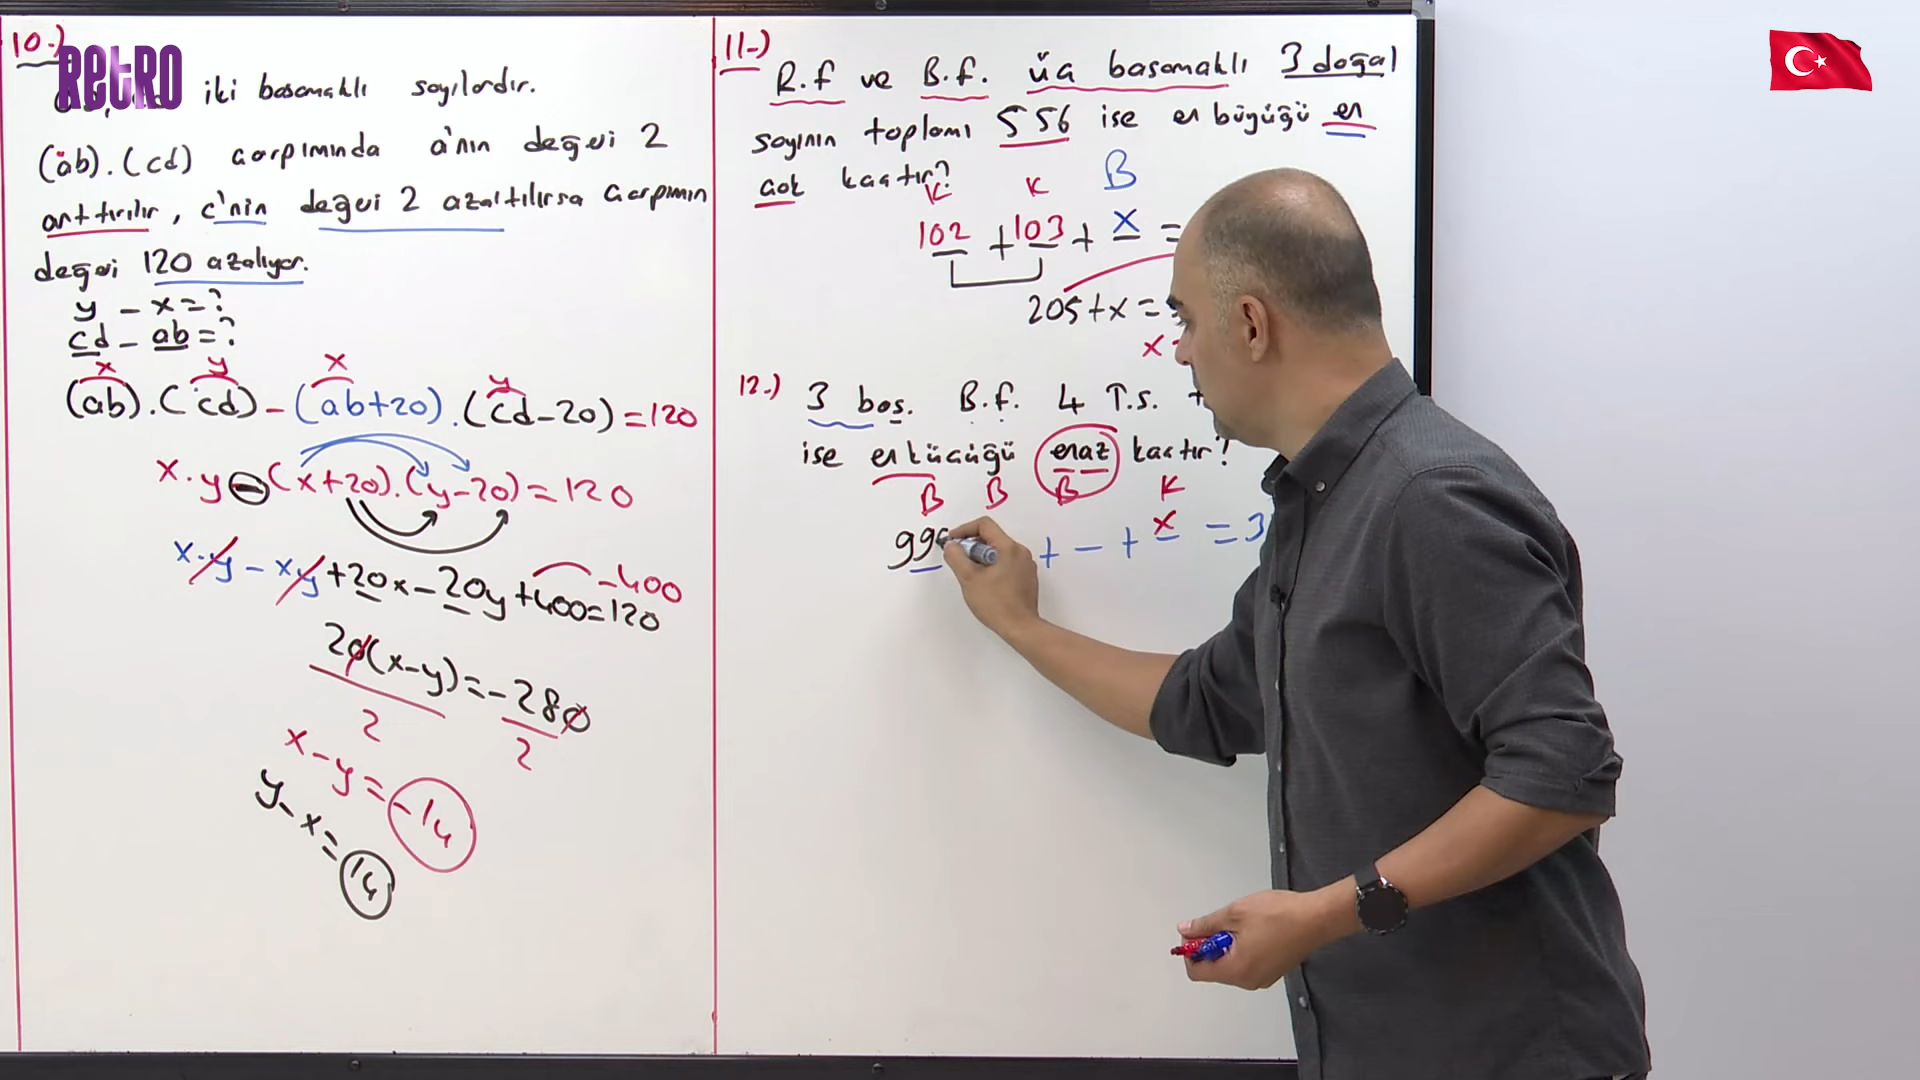 10-)
RETRO
iki basamaklı sayılardır.
(ab).(cd) çarpımında a'nın değeri 2
arttırılır, c'nin değeri 2 azaltılırsa çarpımın
değeri 120 azalıyor.
y - x = ?
cd - ab = ?
x y x y
(ab).(cd) - (ab+20).(cd-20) = 120
x.y - (x+20).(y-20) = 120
x.y - xy + 20x - 20y + 400 = 120 -400
20(x-y) = -280
2 2
x-y = -14
y-x = 14
11-)
R.f ve B.f. üç basamaklı 3 doğal
sayının toplamı 556 ise en büyüğü en
çok kaçtır?
K K B
102 + 103 + x =
205 + x =
x
12-) 3 bas. B.f. 4 T.s.
ise en küçüğü en az kaçtır?
B B B K
+ - + x = 3